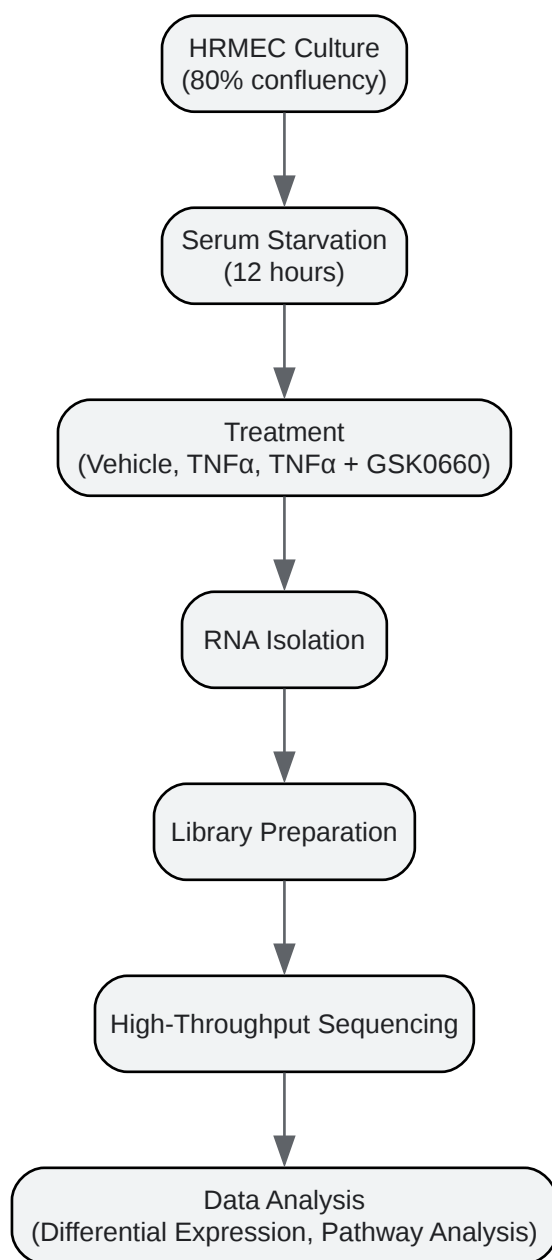 HRMEC Culture
(80% confluency)
Serum Starvation
(12 hours)
Treatment
(Vehicle, TNFα, TNFα + GSK0660)
RNA Isolation
Library Preparation
High-Throughput Sequencing
Data Analysis
(Differential Expression, Pathway Analysis)